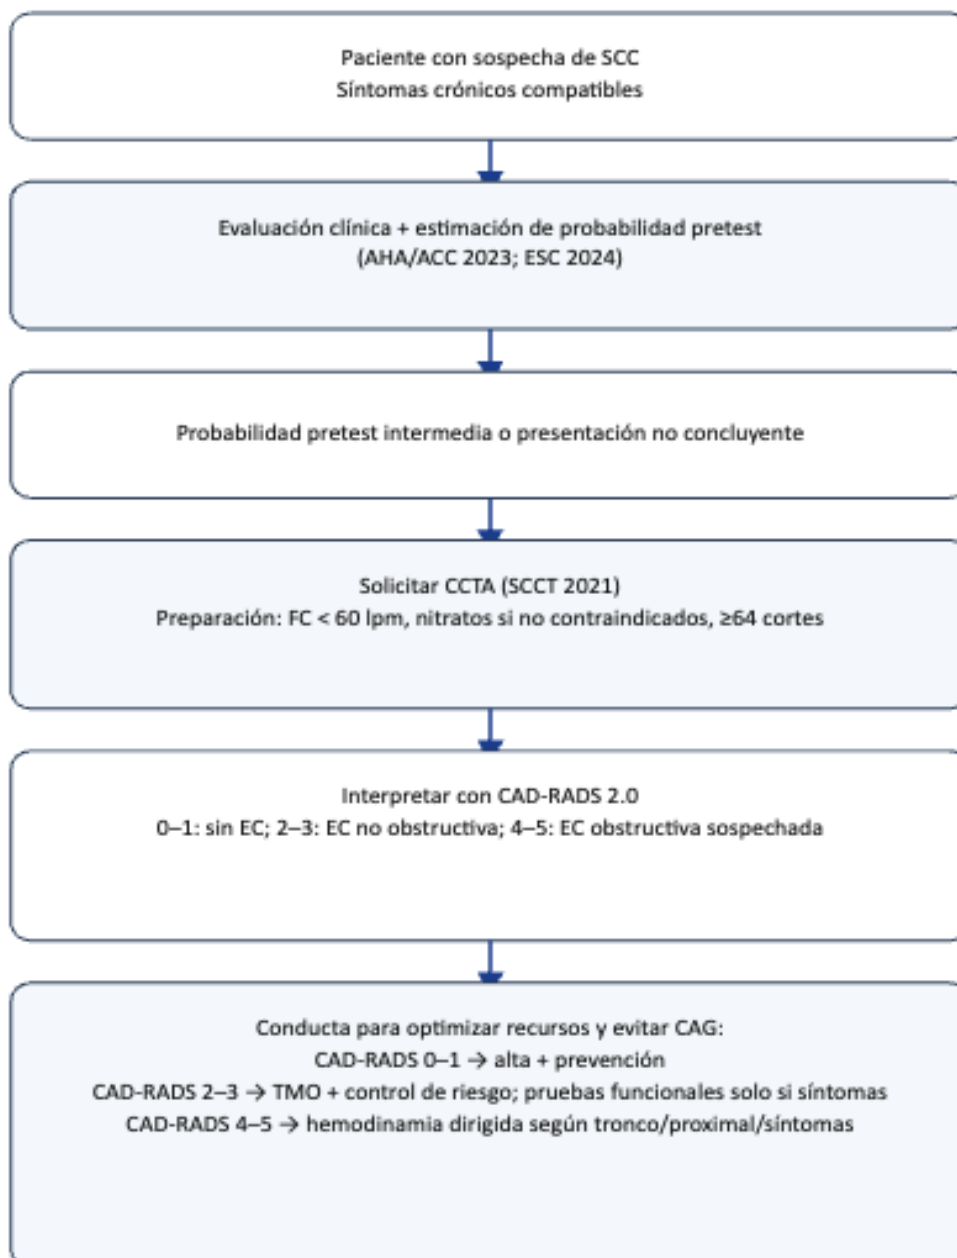 Paciente con sospecha de SCC
Síntomas crónicos compatibles
Evaluación clínica + estimación de probabilidad pretest
(AHA/ACC 2023; ESC 2024)
Probabilidad pretest intermedia o presentación no concluyente
Solicitar CCTA (SCCT 2021)
Preparación: FC < 60 lpm, nitratos si no contraindicados, ≥64 cortes
Interpretar con CAD-RADS 2.0
0–1: sin EC; 2–3: EC no obstructiva; 4–5: EC obstructiva sospechada
Conducta para optimizar recursos y evitar CAG:
CAD-RADS 0–1 → alta + prevención
CAD-RADS 2–3 → TMO + control de riesgo; pruebas funcionales solo si síntomas
CAD-RADS 4–5 → hemodinamia dirigida según tronco/proximal/síntomas